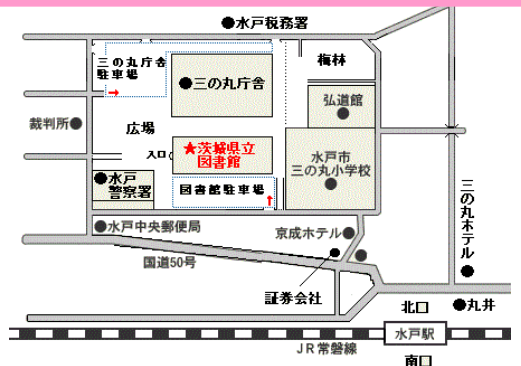 ●水戸税務署
三の丸庁舎
駐車場
→
●三の丸庁舎
梅林
弘道館
●
裁判所●
広場
入口
★茨城県立
図書館
水戸市
三の丸小学校
●
●水戸
警察署
図書館駐車場
↑
三の丸ホテル●
●水戸中央郵便局
京成ホテル●
国道50号
証券会社
北口
●丸井
水戸駅
JR常磐線
南口